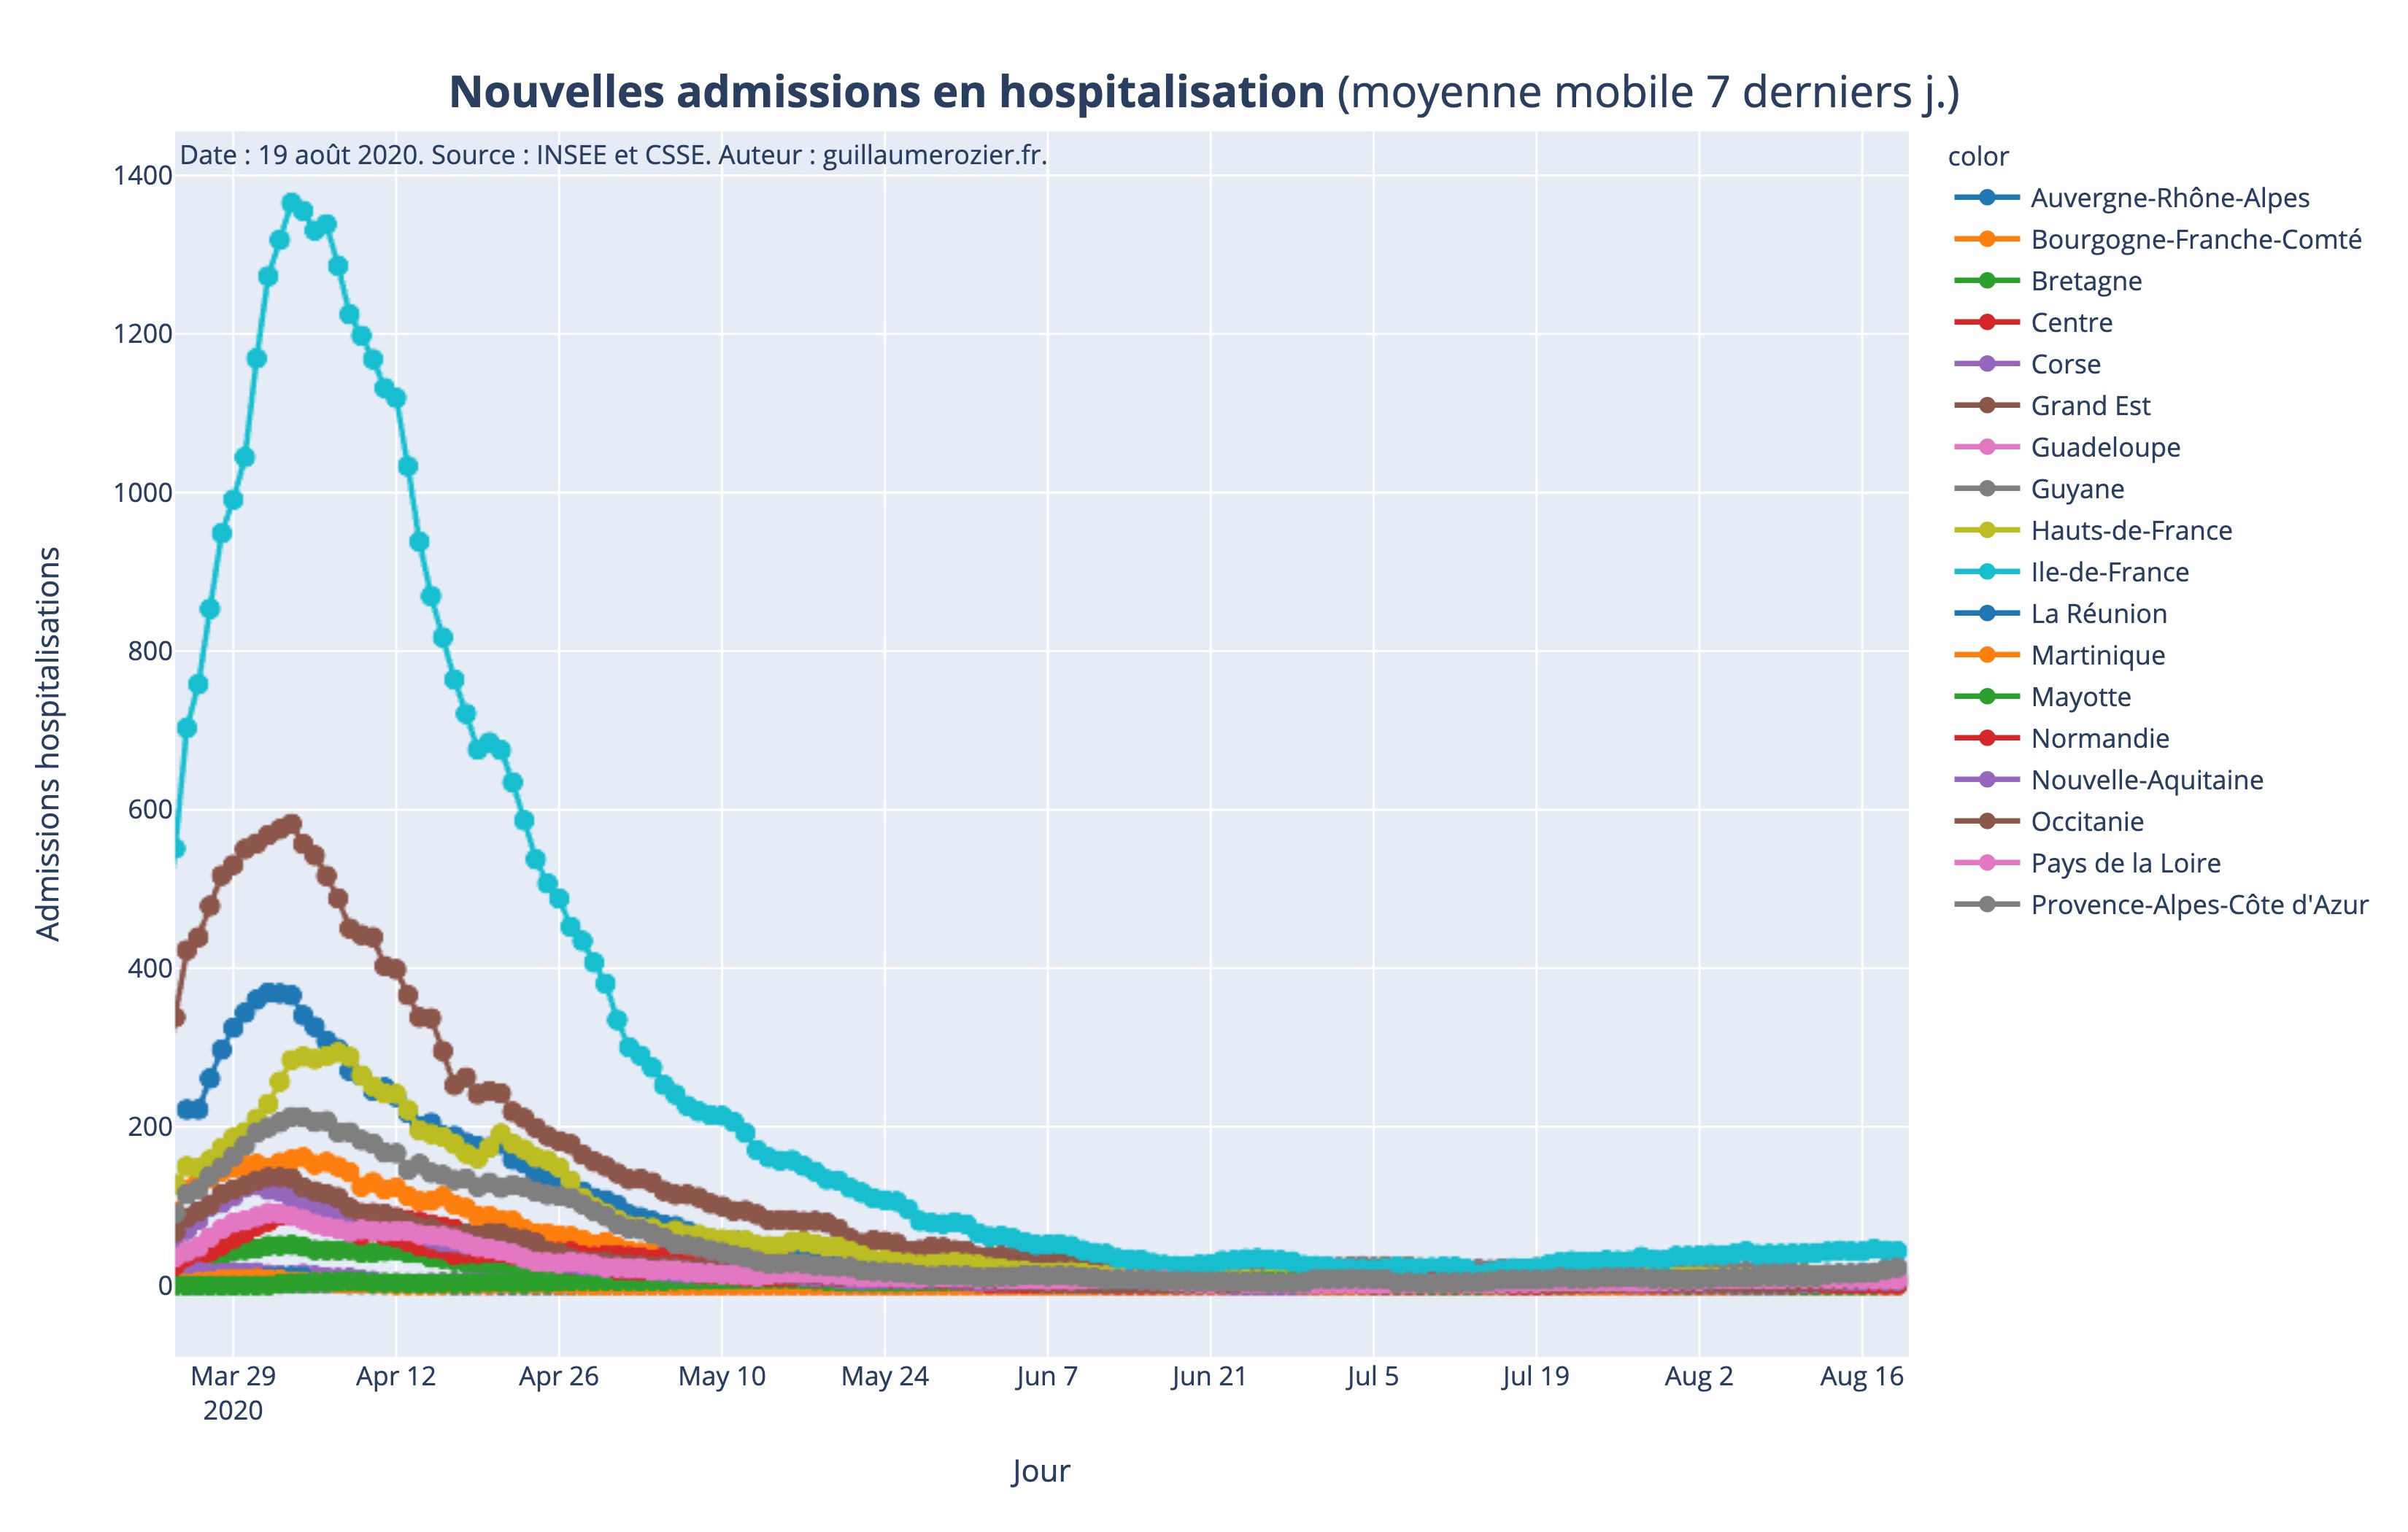 Nouvelles admissions en hospitalisation (moyenne mobile 7 derniers j.)
Date : 19 août 2020. Source : INSEE et CSSE. Auteur : guillaumerozier.fr.
1400
1200
1000
800
600
400
200
0
Admissions hospitalisations
Mar 29
2020
Apr 12
Apr 26
May 10
May 24
Jun 7
Jun 21
Jul 5
Jul 19
Aug 2
Aug 16
Jour
color
Auvergne-Rhône-Alpes
Bourgogne-Franche-Comté
Bretagne
Centre
Corse
Grand Est
Guadeloupe
Guyane
Hauts-de-France
Ile-de-France
La Réunion
Martinique
Mayotte
Normandie
Nouvelle-Aquitaine
Occitanie
Pays de la Loire
Provence-Alpes-Côte d'Azur